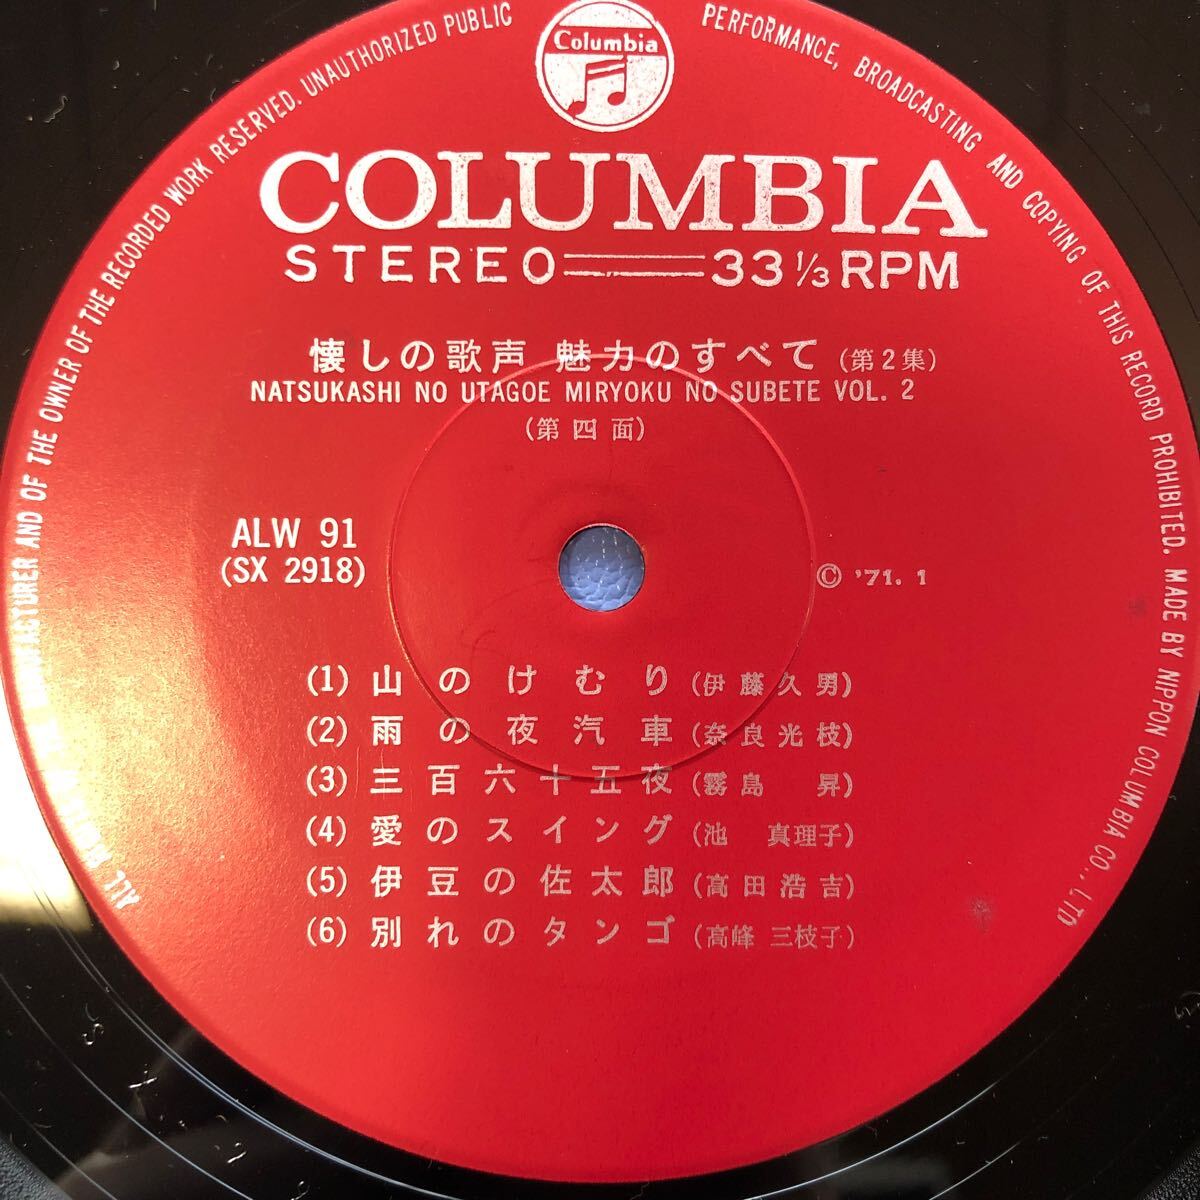 Columbia
COLUMBIA
STEREO 33 1/3 RPM
懐しの歌声 魅力のすべて (第2集)
NATSUKASHI NO UTAGOE MIRYOKU NO SUBETE VOL. 2
(第四面)
ALW 91
(SX 2918)
© '71. 1
(1) 山のけむり (伊藤久男)
(2) 雨の夜汽車 (奈良光枝)
(3) 三百六十五夜 (霧島 昇)
(4) 愛のスイング (池 真理子)
(5) 伊豆の佐太郎 (高田浩吉)
(6) 別れのタンゴ (高峰 三枝子)
ALL MANUFACTURER AND OF THE OWNER OF THE RECORDED WORK RESERVED. UNAUTHORIZED PUBLIC PERFORMANCE, BROADCASTING AND COPYING OF THIS RECORD PROHIBITED. MADE BY NIPPON COLUMBIA CO., LTD